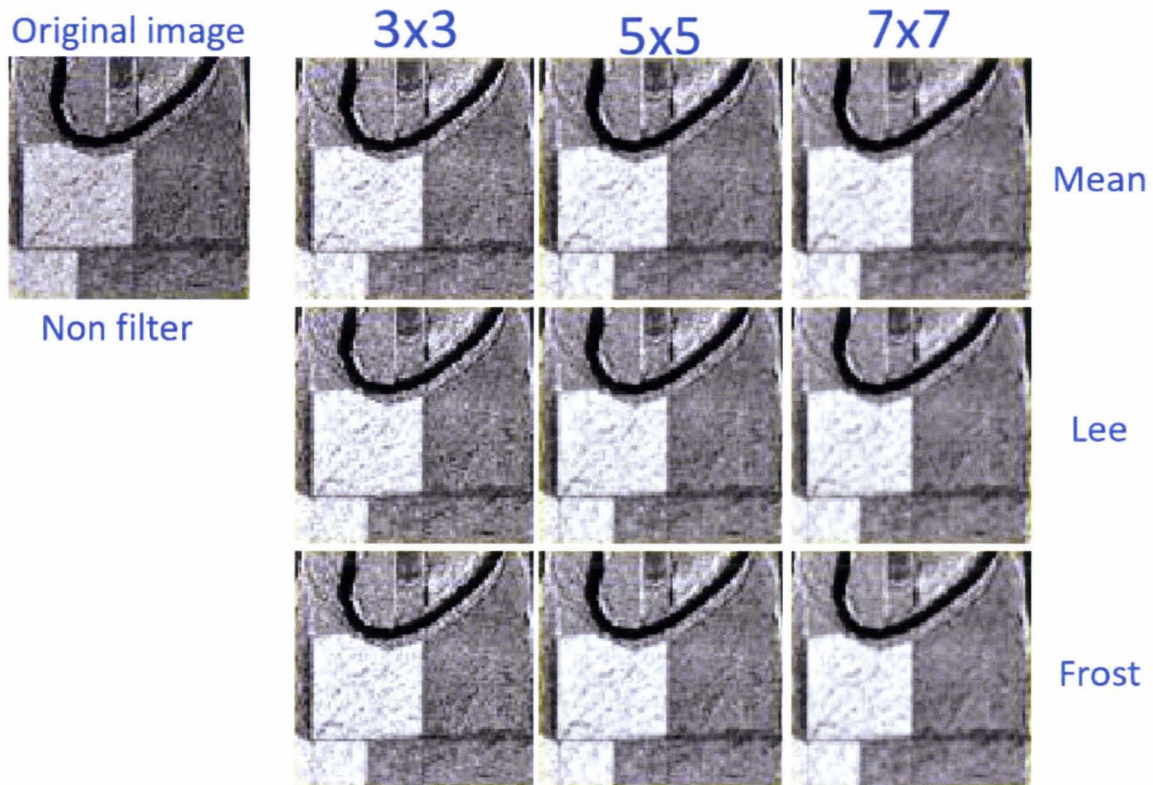 Original image
3x3
5x5
7x7
Non filter
Mean
Lee
Frost